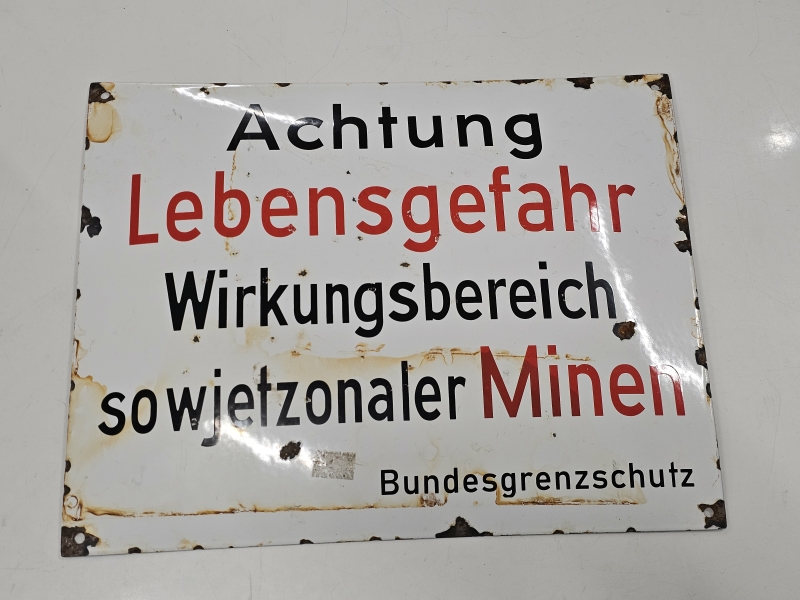 Achtung
Lebensgefahr
Wirkungsbereich
sowjetzonaler Minen
Bundesgrenzschutz